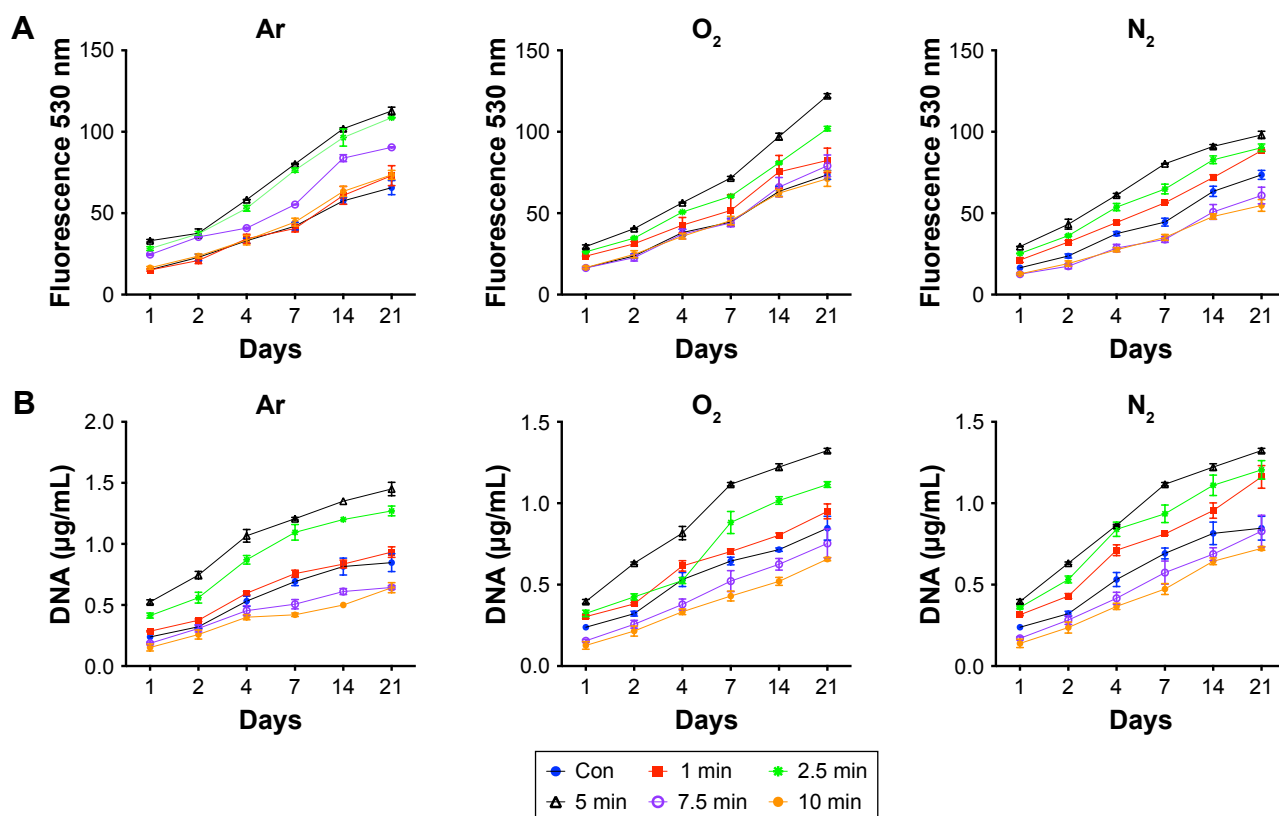 A
Ar
O₂
N₂
Fluorescence 530 nm
150
100
50
0
1 2 4 7 14 21
Days
Fluorescence 530 nm
150
100
50
0
1 2 4 7 14 21
Days
Fluorescence 530 nm
150
100
50
0
1 2 4 7 14 21
Days
B
Ar
O₂
N₂
DNA (µg/mL)
2.0
1.5
1.0
0.5
0.0
1 2 4 7 14 21
Days
DNA (µg/mL)
1.5
1.0
0.5
0.0
1 2 4 7 14 21
Days
DNA (µg/mL)
1.5
1.0
0.5
0.0
1 2 4 7 14 21
Days
Con 1 min 2.5 min
5 min 7.5 min 10 min